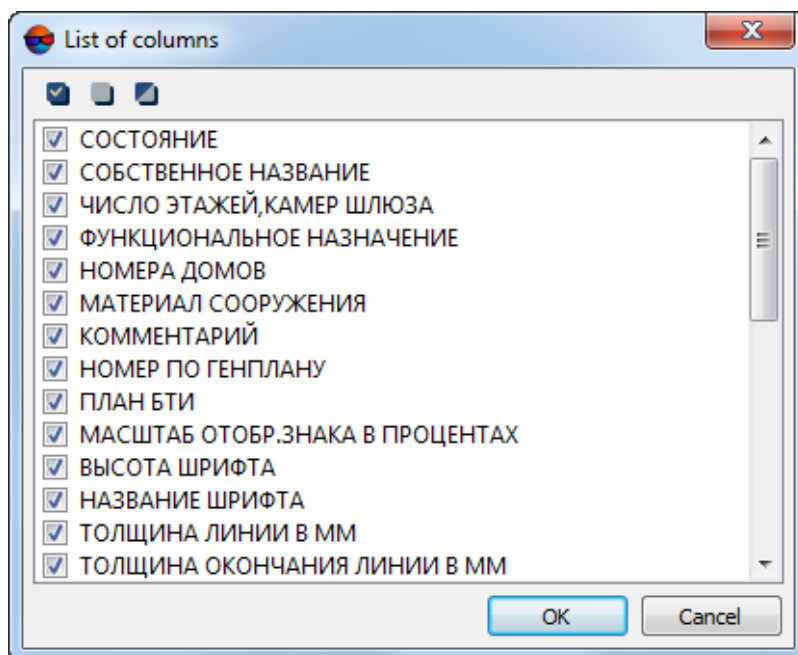 List of columns
СОСТОЯНИЕ
СОБСТВЕННОЕ НАЗВАНИЕ
ЧИСЛО ЭТАЖЕЙ,КАМЕР ШЛЮЗА
ФУНКЦИОНАЛЬНОЕ НАЗНАЧЕНИЕ
НОМЕРА ДОМОВ
МАТЕРИАЛ СООРУЖЕНИЯ
КОММЕНТАРИЙ
НОМЕР ПО ГЕНПЛАНУ
ПЛАН БТИ
МАСШТАБ ОТОБР.ЗНАКА В ПРОЦЕНТАХ
ВЫСОТА ШРИФТА
НАЗВАНИЕ ШРИФТА
ТОЛЩИНА ЛИНИИ В ММ
ТОЛЩИНА ОКОНЧАНИЯ ЛИНИИ В ММ
OK Cancel